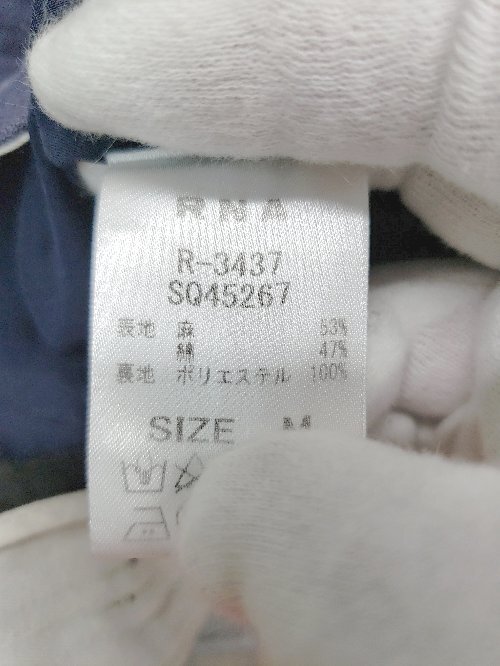 RNA
R-3437
SQ45267
表地 麻 53%
綿 47%
裏地 ポリエステル 100%
SIZE M